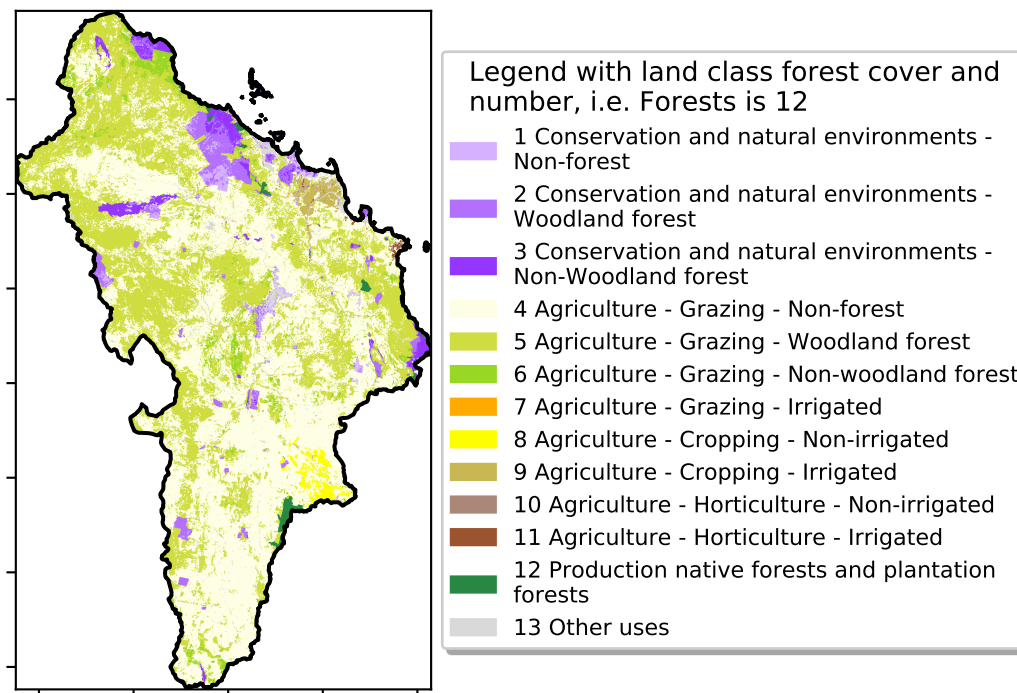 Legend with land class forest cover and
number, i.e. Forests is 12
1 Conservation and natural environments -
Non-forest
2 Conservation and natural environments -
Woodland forest
3 Conservation and natural environments -
Non-Woodland forest
4 Agriculture - Grazing - Non-forest
5 Agriculture - Grazing - Woodland forest
6 Agriculture - Grazing - Non-woodland forest
7 Agriculture - Grazing - Irrigated
8 Agriculture - Cropping - Non-irrigated
9 Agriculture - Cropping - Irrigated
10 Agriculture - Horticulture - Non-irrigated
11 Agriculture - Horticulture - Irrigated
12 Production native forests and plantation
forests
13 Other uses